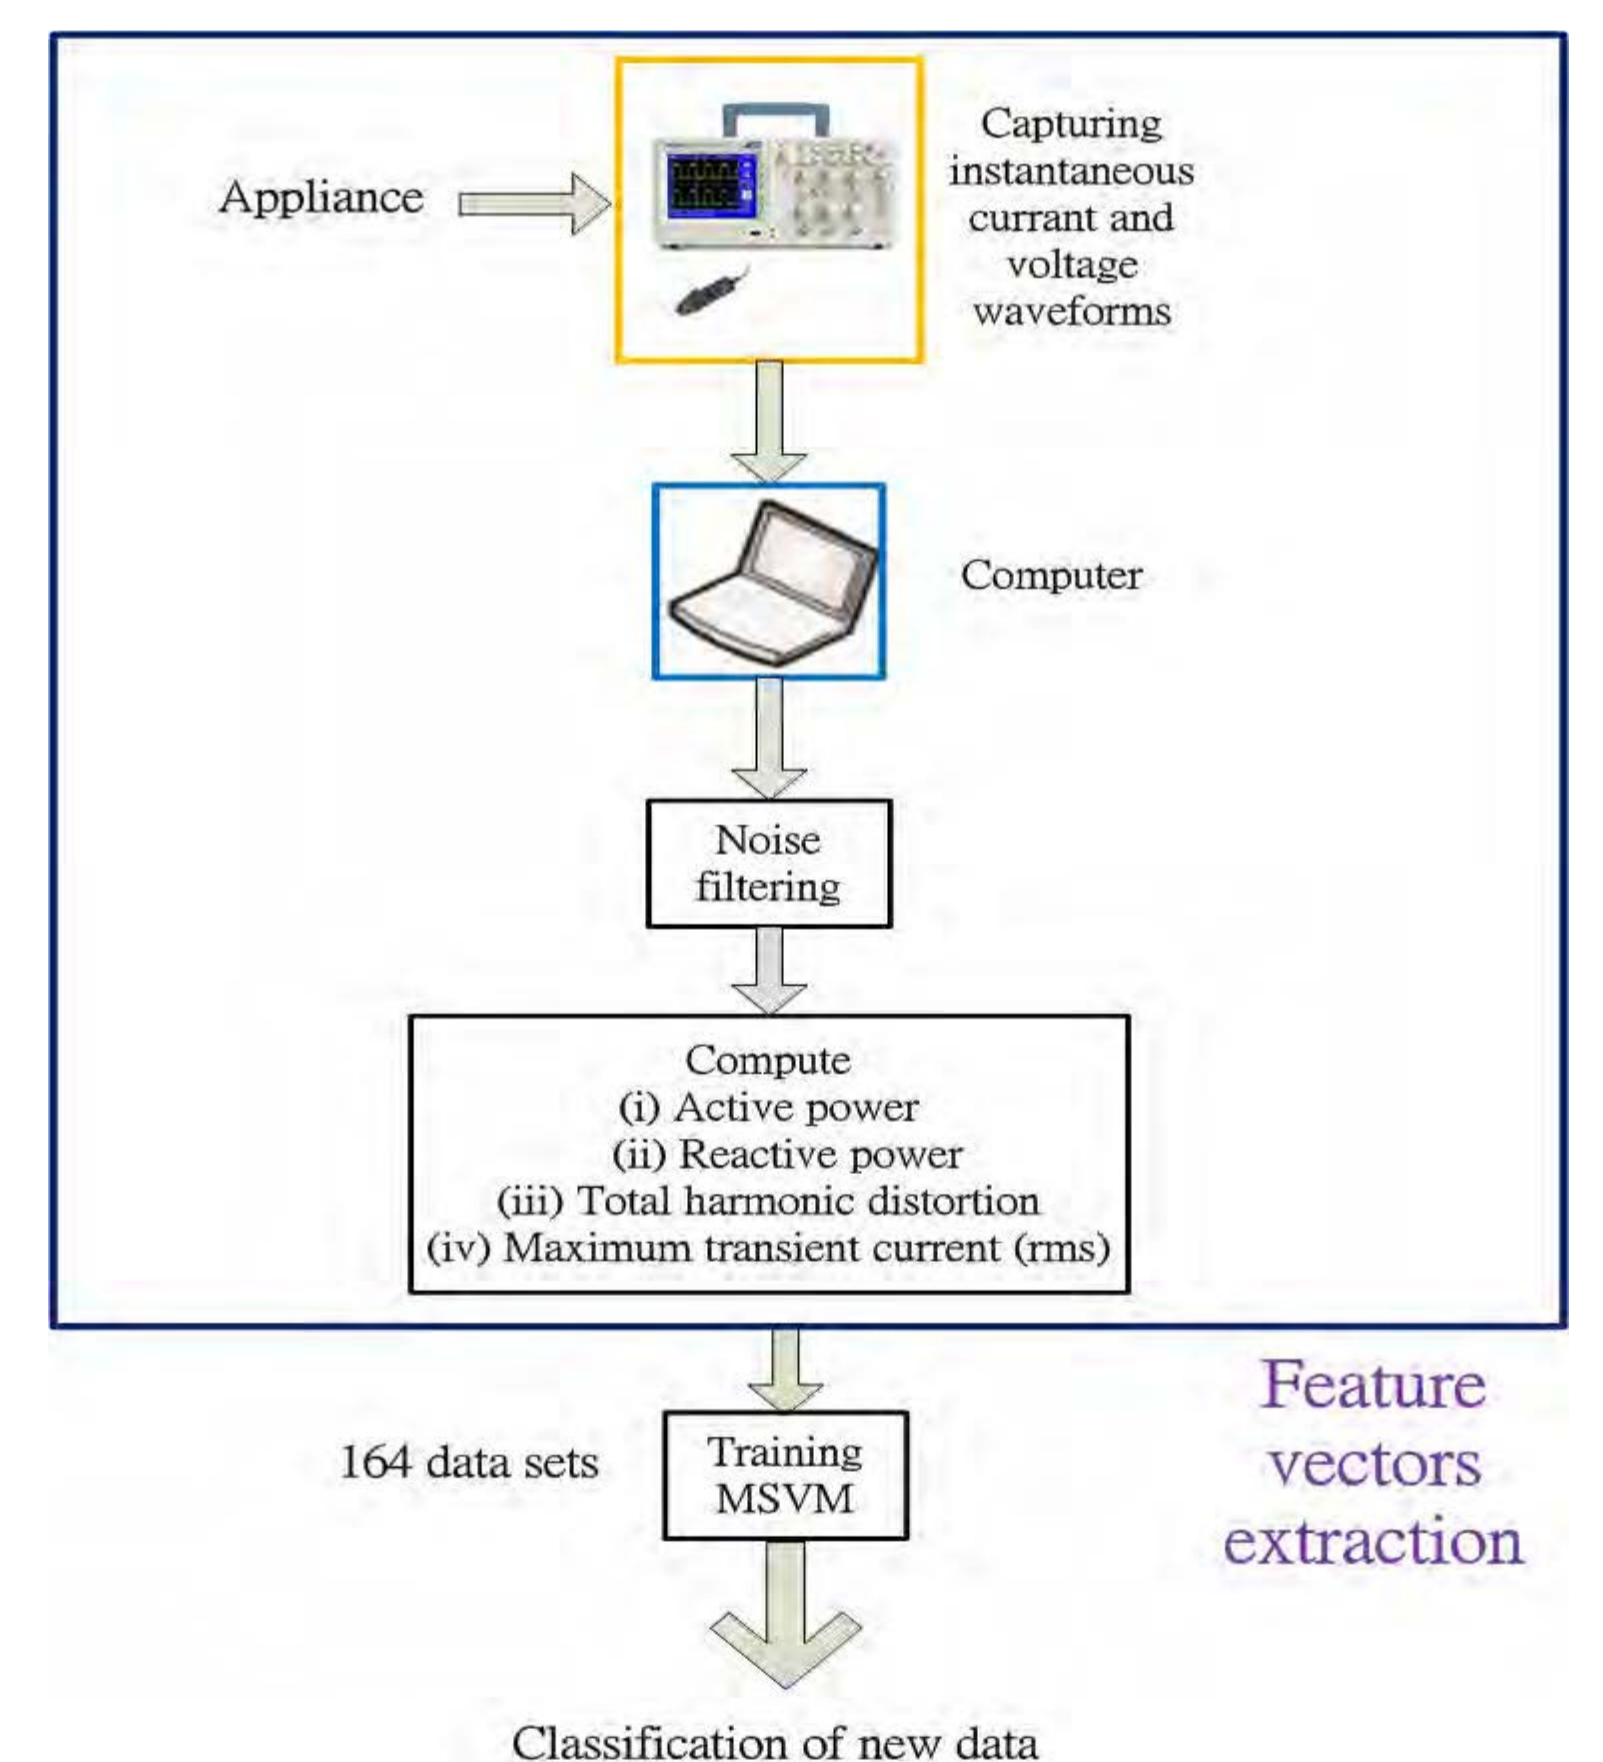 Appliance
Capturing
instantaneous
currant and
voltage
waveforms
Computer
Noise
filtering
Compute
(i) Active power
(ii) Reactive power
(iii) Total harmonic distortion
(iv) Maximum transient current (rms)
164 data sets
Training
MSVM
Feature
vectors
extraction
Classification of new data